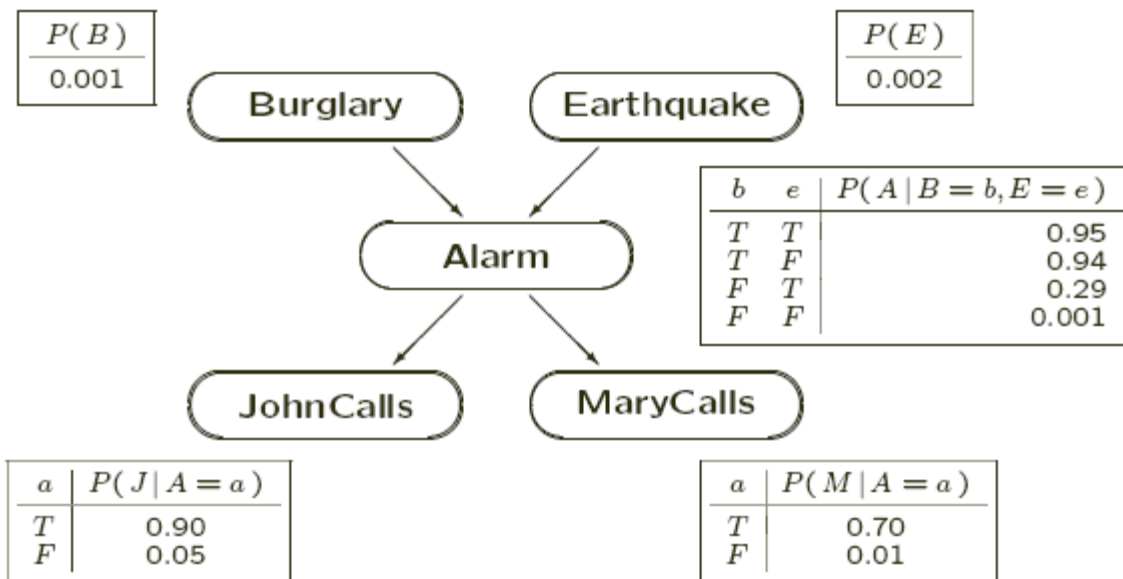 P(B)
0.001
P(E)
0.002
Burglary
Earthquake
b e P(A | B = b, E = e)
T T 0.95
T F 0.94
F T 0.29
F F 0.001
Alarm
JohnCalls
MaryCalls
a P(J | A = a)
T 0.90
F 0.05
a P(M | A = a)
T 0.70
F 0.01